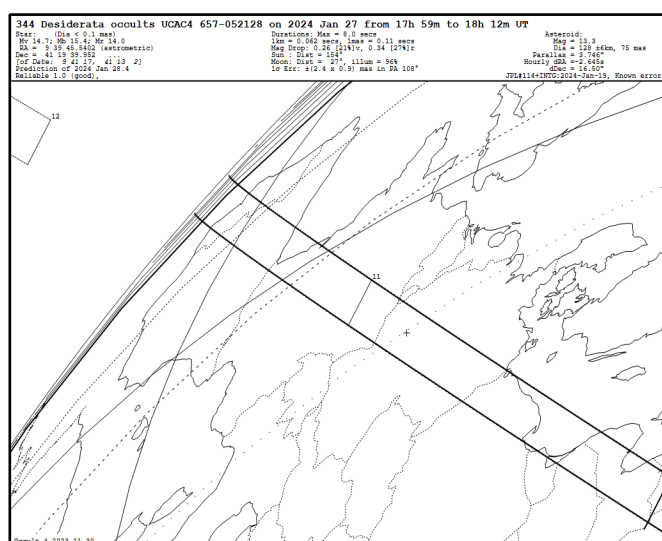 344 Desiderata occults UCAC4 657-052128 on 2024 Jan 27 from 17h 59m to 18h 12m UT
Star: (Dia < 0.1 mas)
Mv 14.7; Mb 15.4; Mr 14.0
RA = 9 39 45.5402 (astrometric)
Dec = 41 19 39.952
[of Date: 9 41 17, 41 13 2]
Prediction of 2024 Jan 28.4
Reliable 1.0 (good),
Durations: Max = 8.0 secs
1km = 0.062 secs, 1mas = 0.11 secs
Mag Drop: 0.26 [21%]v, 0.34 [27%]r
Sun : Dist = 154°
Moon: Dist = 27°, illum = 96%
1σ Err: ±(2.4 x 0.9) mas in PA 108°
Asteroid:
Mag = 13.3
Dia = 128 ±6km, 75 mas
Parallax = 3.746"
Hourly dRA =-2.645s
dDec = 16.50"
JPL#114+INTG:2024-Jan-19, Known error
12
11
Occult 4.2023.11.30